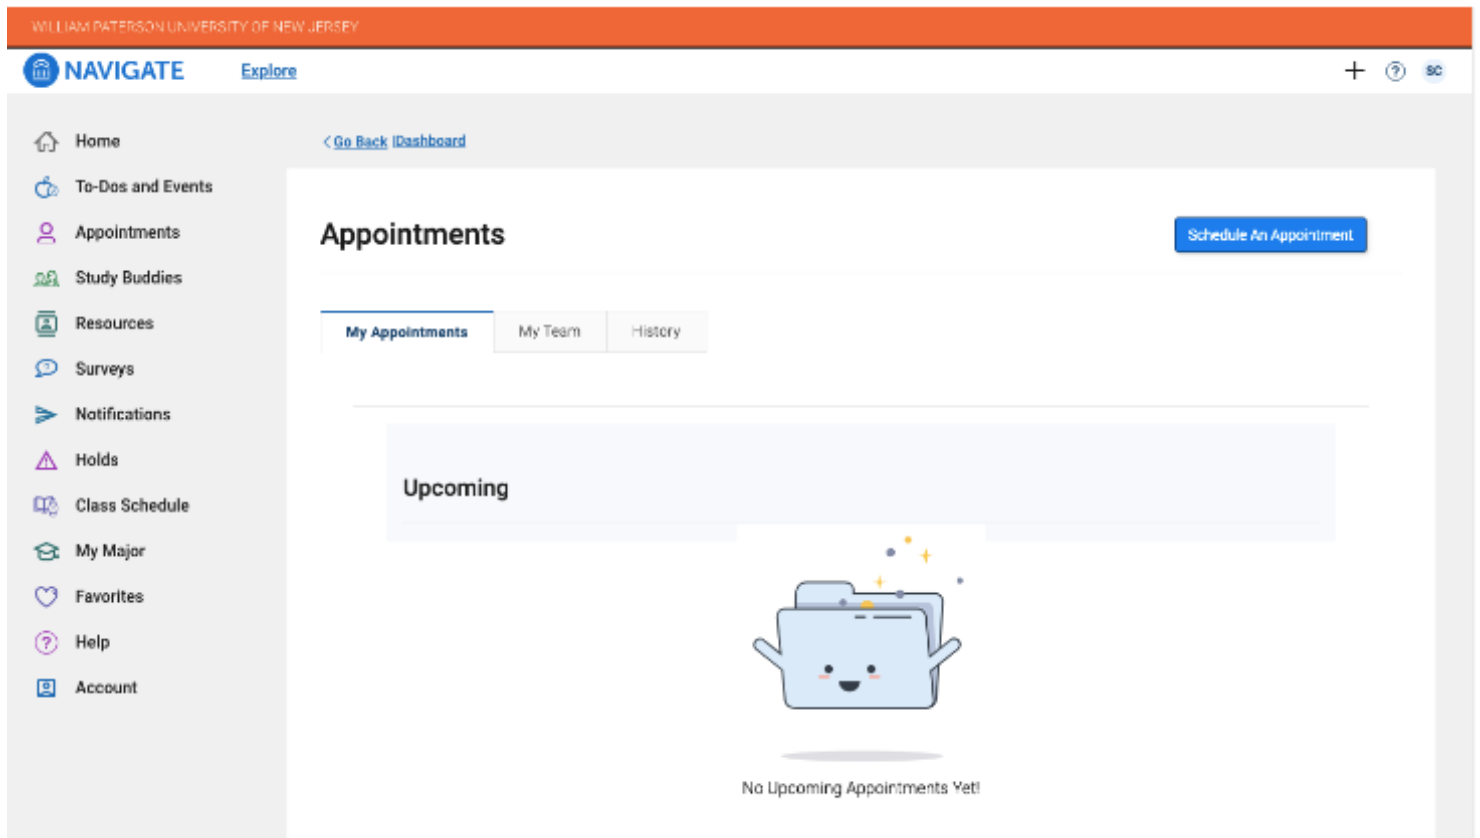 WILLIAM PATERSON UNIVERSITY OF NEW JERSEY
NAVIGATE Explore + ? SC
Home
< Go Back |Dashboard
To-Dos and Events
Appointments
Appointments
Schedule An Appointment
Study Buddies
Resources
My Appointments My Team History
Surveys
Notifications
Holds
Upcoming
Class Schedule
My Major
Favorites
Help
Account
No Upcoming Appointments Yet!